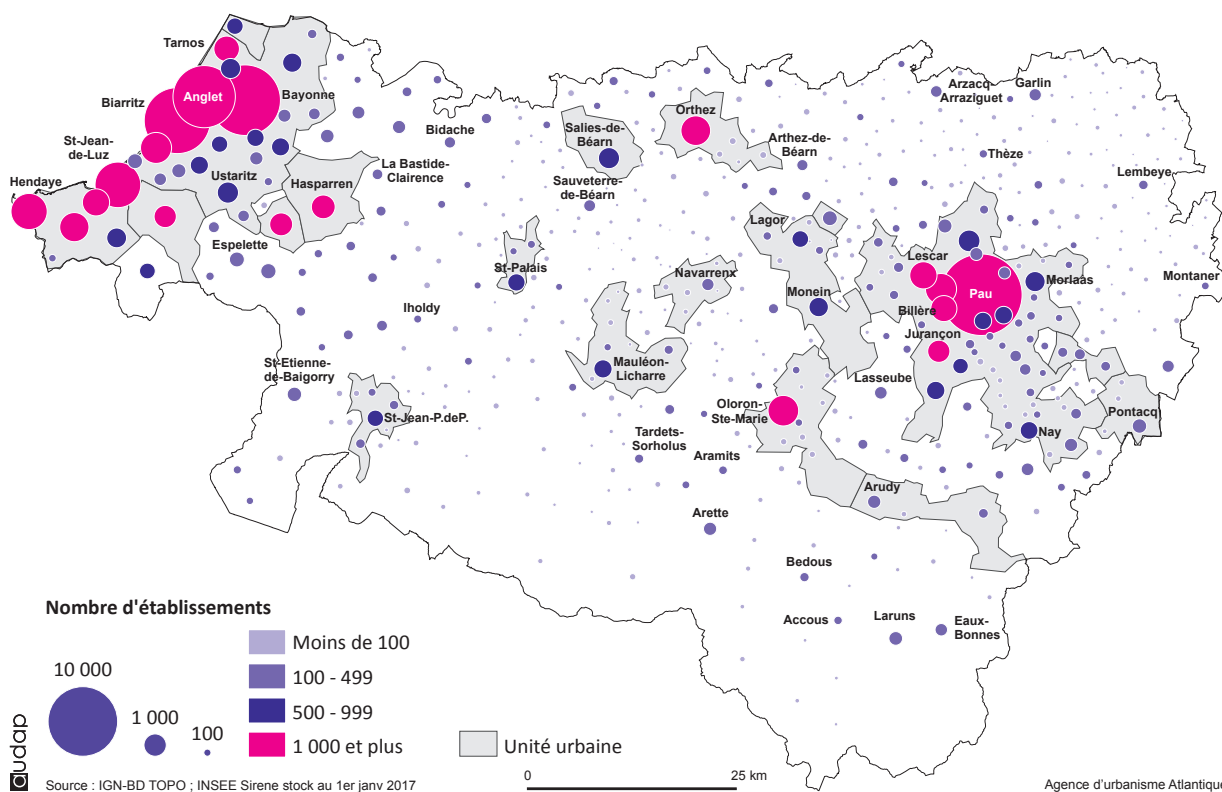 Tarnos
Biarritz
Anglet
Bayonne
St-Jean-
de-Luz
Hendaye
Ustaritz
Hasparren
Espelette
Bidache
La Bastide-
Clairence
Salies-de-
Béarn
Sauveterre-
de-Béarn
Orthez
Arthez-de-
Béarn
Arzacq-
Arraziguet
Garlin
Thèze
Lembeye
Lagor
Lescar
Pau
Morlaàs
Montaner
St-Palais
Navarrenx
Monein
Billère
Jurançon
Iholdy
St-Etienne-
de-Baigorry
Mauléon-
Licharre
St-Jean-P.deP.
Oloron-
Ste-Marie
Lasseube
Nay
Pontacq
Tardets-
Sorholus
Aramits
Arudy
Arette
Bedous
Accous
Laruns
Eaux-
Bonnes
Nombre d'établissements
10 000
1 000
100
Moins de 100
100 - 499
500 - 999
1 000 et plus
Unité urbaine
0
25 km
audap
Source : IGN-BD TOPO ; INSEE Sirene stock au 1er janv 2017
Agence d'urbanisme Atlantique